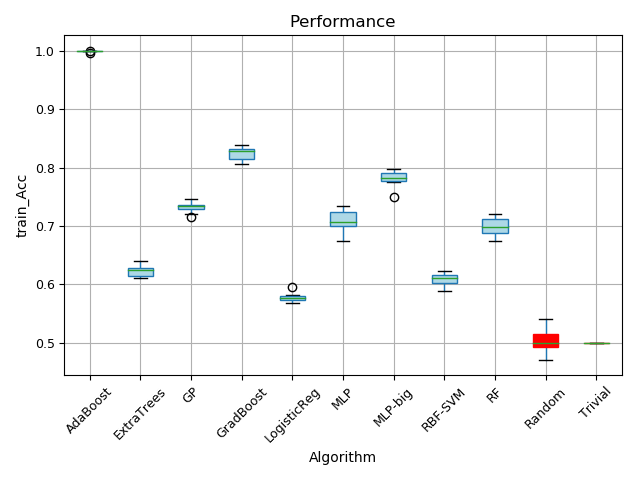 Performance
train_Acc
1.0
0.9
0.8
0.7
0.6
0.5
AdaBoost
ExtraTrees
GP
GradBoost
LogisticReg
MLP
MLP-big
RBF-SVM
RF
Random
Trivial
Algorithm